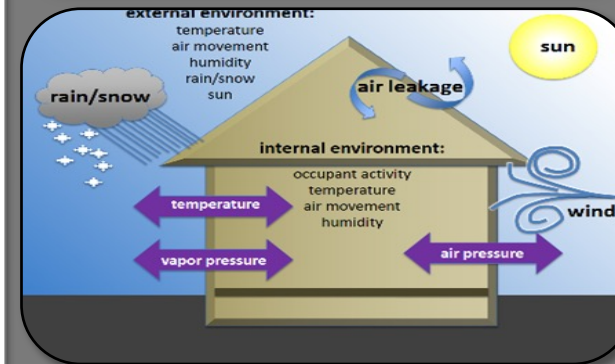 external environment:
temperature
air movement
humidity
rain/snow
sun
sun
rain/snow
air leakage
internal environment:
occupant activity
temperature
air movement
humidity
temperature
wind
vapor pressure
air pressure